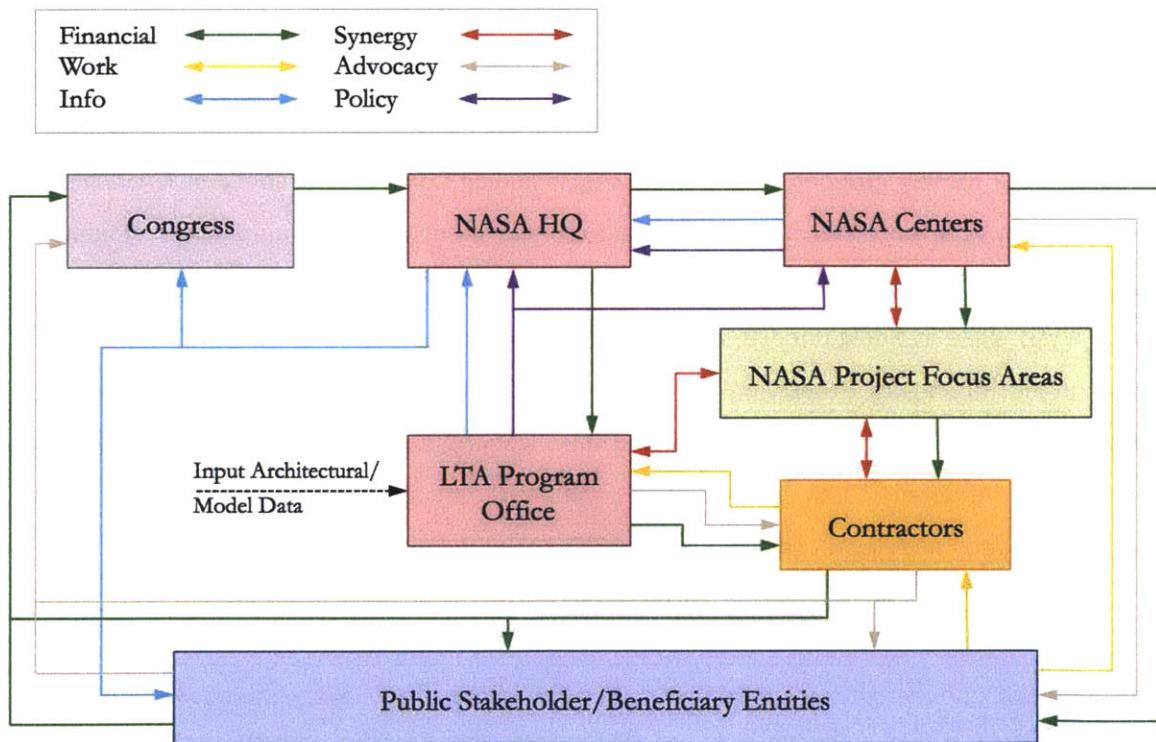 Financial
Synergy
Work
Advocacy
Info
Policy
Congress
NASA HQ
NASA Centers
NASA Project Focus Areas
Input Architectural/
Model Data
LTA Program
Office
Contractors
Public Stakeholder/Beneficiary Entities